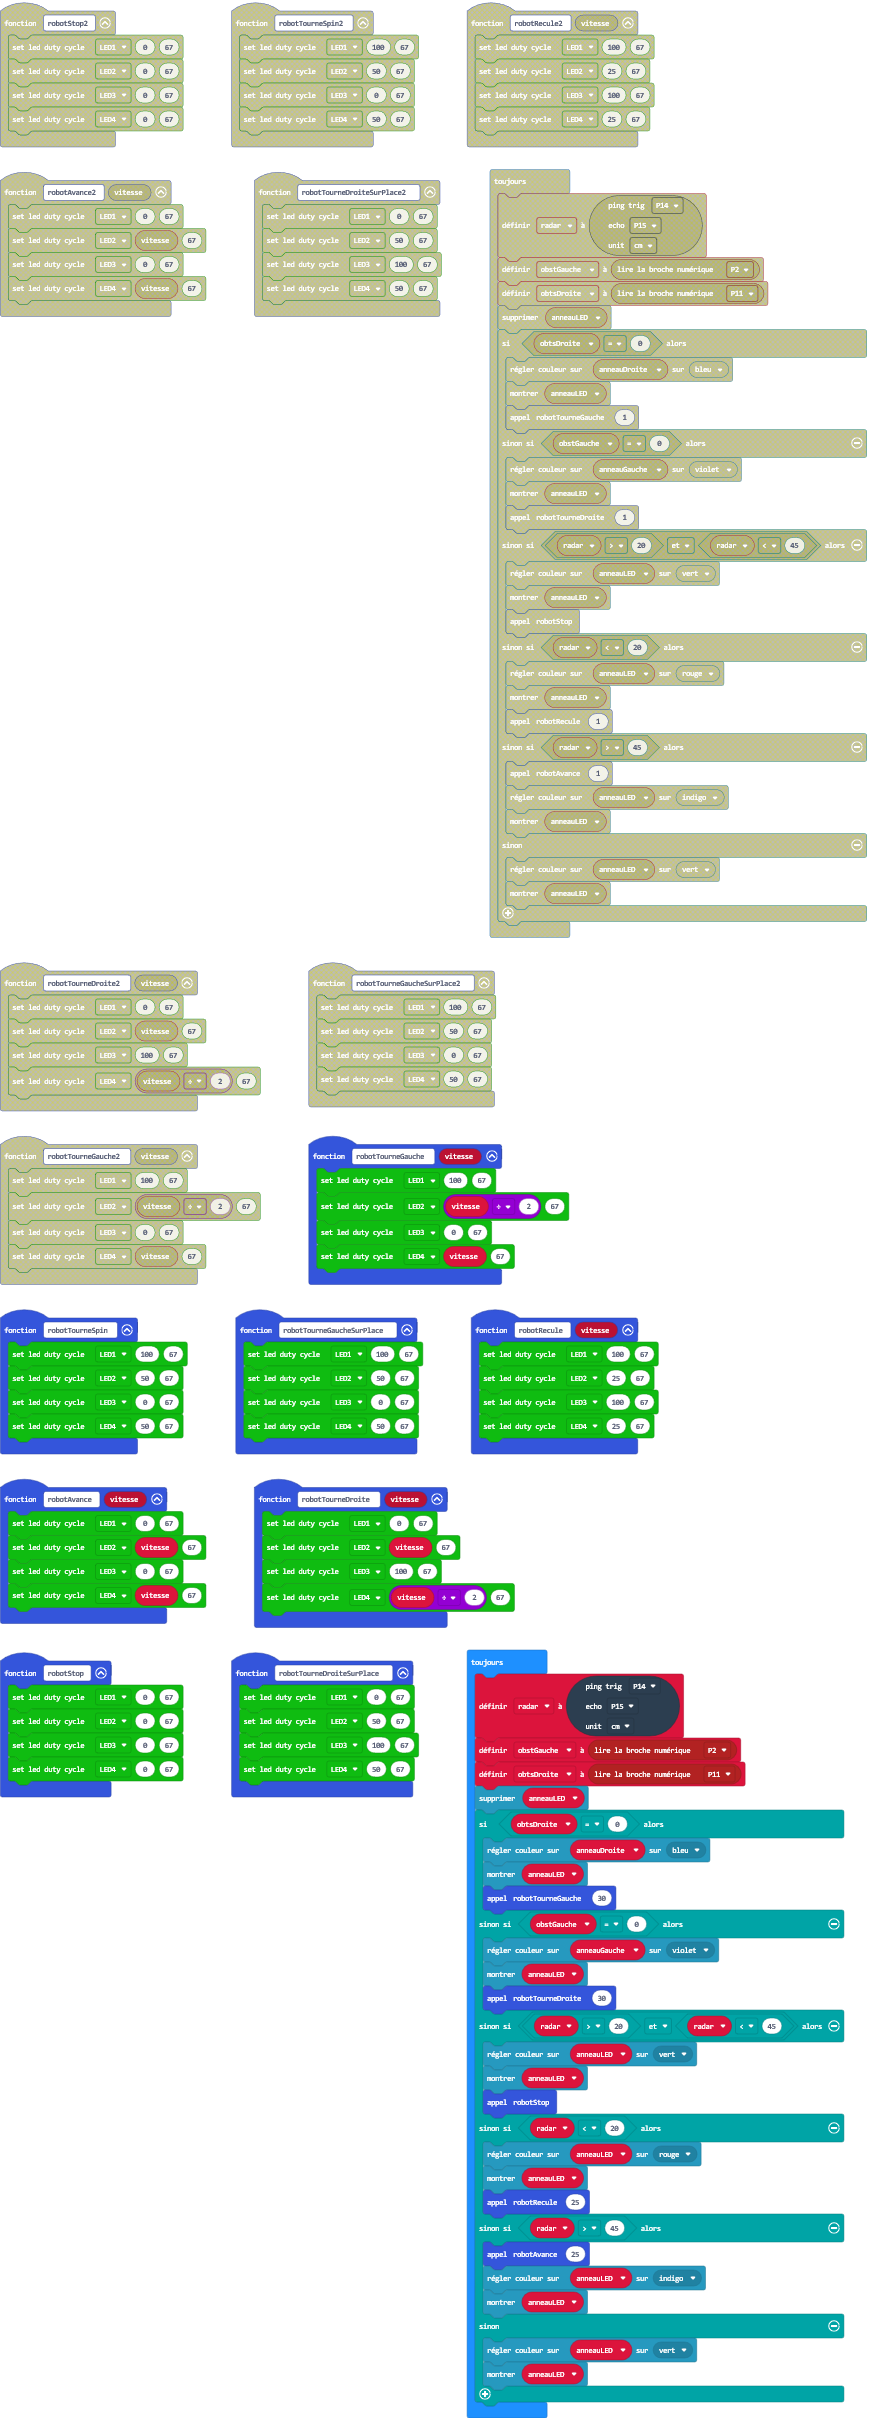 fonction robotStop2
set led duty cycle LED1 0 67
set led duty cycle LED2 0 67
set led duty cycle LED3 0 67
set led duty cycle LED4 0 67
fonction robotTourneSpin2
set led duty cycle LED1 100 67
set led duty cycle LED2 50 67
set led duty cycle LED3 0 67
set led duty cycle LED4 50 67
fonction robotRecule2 vitesse
set led duty cycle LED1 100 67
set led duty cycle LED2 25 67
set led duty cycle LED3 100 67
set led duty cycle LED4 25 67
fonction robotAvance2 vitesse
set led duty cycle LED1 0 67
set led duty cycle LED2 vitesse 67
set led duty cycle LED3 0 67
set led duty cycle LED4 vitesse 67
fonction robotTourneDroiteSurPlace2
set led duty cycle LED1 0 67
set led duty cycle LED2 50 67
set led duty cycle LED3 100 67
set led duty cycle LED4 50 67
toujours
ping trig P14
définir radar à echo P15
unit cm
définir obstGauche à lire la broche numérique P2
définir obtsDroite à lire la broche numérique P11
supprimer anneauLED
si obtsDroite = 0 alors
régler couleur sur anneauDroite sur bleu
montrer anneauLED
appel robotTourneGauche 1
sinon si obstGauche = 0 alors
régler couleur sur anneauGauche sur violet
montrer anneauLED
appel robotTourneDroite 1
sinon si radar > 20 et radar < 45 alors
régler couleur sur anneauLED sur vert
montrer anneauLED
appel robotStop
sinon si radar < 20 alors
régler couleur sur anneauLED sur rouge
montrer anneauLED
appel robotRecule 1
sinon si radar > 45 alors
appel robotAvance 1
régler couleur sur anneauLED sur indigo
montrer anneauLED
sinon
régler couleur sur anneauLED sur vert
montrer anneauLED
fonction robotTourneDroite2 vitesse
set led duty cycle LED1 0 67
set led duty cycle LED2 vitesse 67
set led duty cycle LED3 100 67
set led duty cycle LED4 vitesse ÷ 2 67
fonction robotTourneGaucheSurPlace2
set led duty cycle LED1 100 67
set led duty cycle LED2 50 67
set led duty cycle LED3 0 67
set led duty cycle LED4 50 67
fonction robotTourneGauche2 vitesse
set led duty cycle LED1 100 67
set led duty cycle LED2 vitesse ÷ 2 67
set led duty cycle LED3 0 67
set led duty cycle LED4 vitesse 67
fonction robotTourneGauche vitesse
set led duty cycle LED1 100 67
set led duty cycle LED2 vitesse ÷ 2 67
set led duty cycle LED3 0 67
set led duty cycle LED4 vitesse 67
fonction robotTourneSpin
set led duty cycle LED1 100 67
set led duty cycle LED2 50 67
set led duty cycle LED3 0 67
set led duty cycle LED4 50 67
fonction robotTourneGaucheSurPlace
set led duty cycle LED1 100 67
set led duty cycle LED2 50 67
set led duty cycle LED3 0 67
set led duty cycle LED4 50 67
fonction robotRecule vitesse
set led duty cycle LED1 100 67
set led duty cycle LED2 25 67
set led duty cycle LED3 100 67
set led duty cycle LED4 25 67
fonction robotAvance vitesse
set led duty cycle LED1 0 67
set led duty cycle LED2 vitesse 67
set led duty cycle LED3 0 67
set led duty cycle LED4 vitesse 67
fonction robotTourneDroite vitesse
set led duty cycle LED1 0 67
set led duty cycle LED2 vitesse 67
set led duty cycle LED3 100 67
set led duty cycle LED4 vitesse ÷ 2 67
fonction robotStop
set led duty cycle LED1 0 67
set led duty cycle LED2 0 67
set led duty cycle LED3 0 67
set led duty cycle LED4 0 67
fonction robotTourneDroiteSurPlace
set led duty cycle LED1 0 67
set led duty cycle LED2 50 67
set led duty cycle LED3 100 67
set led duty cycle LED4 50 67
toujours
ping trig P14
définir radar à echo P15
unit cm
définir obstGauche à lire la broche numérique P2
définir obtsDroite à lire la broche numérique P11
supprimer anneauLED
si obtsDroite = 0 alors
régler couleur sur anneauDroite sur bleu
montrer anneauLED
appel robotTourneGauche 30
sinon si obstGauche = 0 alors
régler couleur sur anneauGauche sur violet
montrer anneauLED
appel robotTourneDroite 30
sinon si radar > 20 et radar < 45 alors
régler couleur sur anneauLED sur vert
montrer anneauLED
appel robotStop
sinon si radar < 20 alors
régler couleur sur anneauLED sur rouge
montrer anneauLED
appel robotRecule 25
sinon si radar > 45 alors
appel robotAvance 25
régler couleur sur anneauLED sur indigo
montrer anneauLED
sinon
régler couleur sur anneauLED sur vert
montrer anneauLED